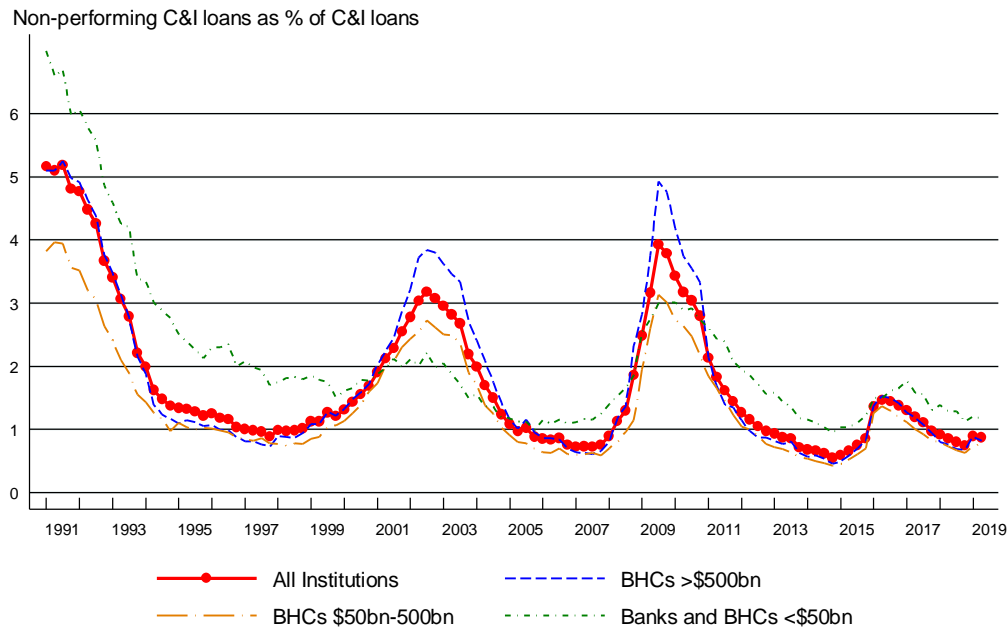 Non-performing C&I loans as % of C&I loans
6
5
4
3
2
1
0
1991 1993 1995 1997 1999 2001 2003 2005 2007 2009 2011 2013 2015 2017 2019
All Institutions BHCs >$500bn
BHCs $50bn-500bn Banks and BHCs <$50bn